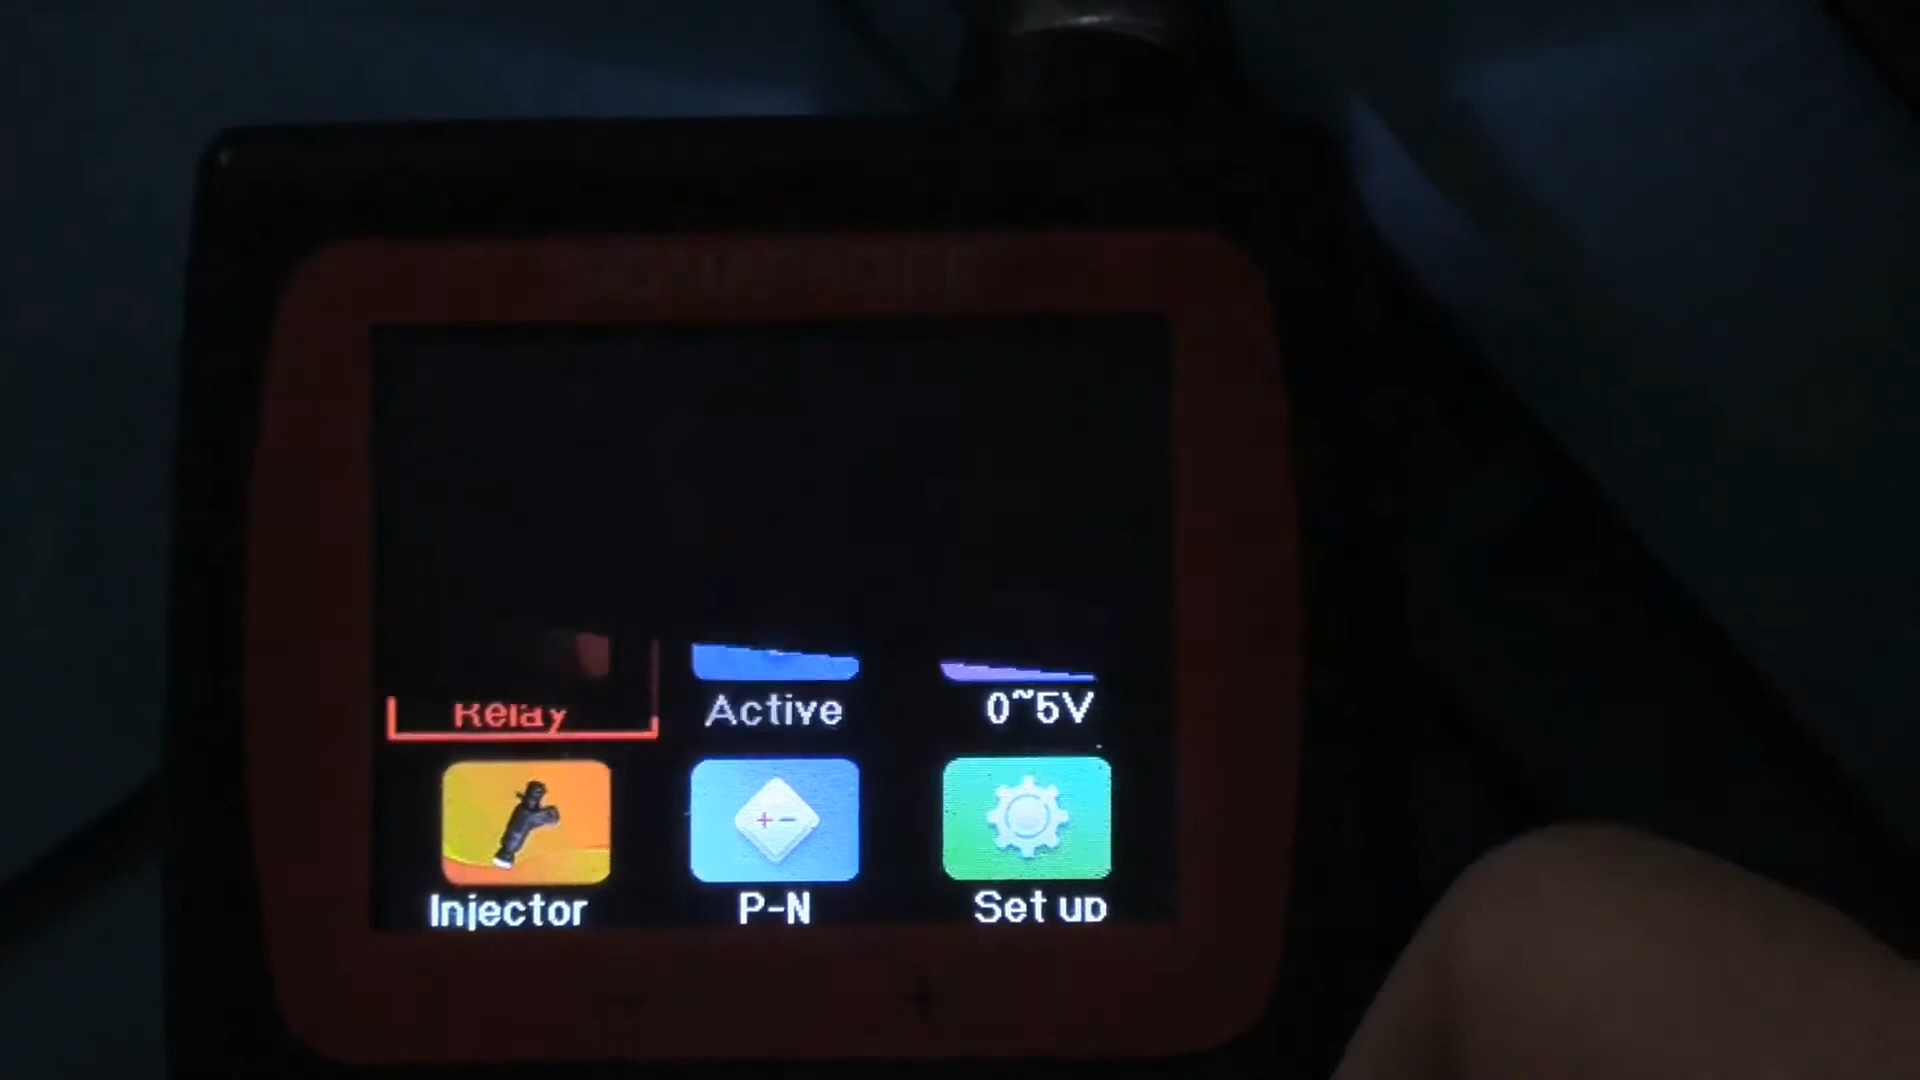 Relay
Active
0~5V
Injector
P-N
Set up
- +